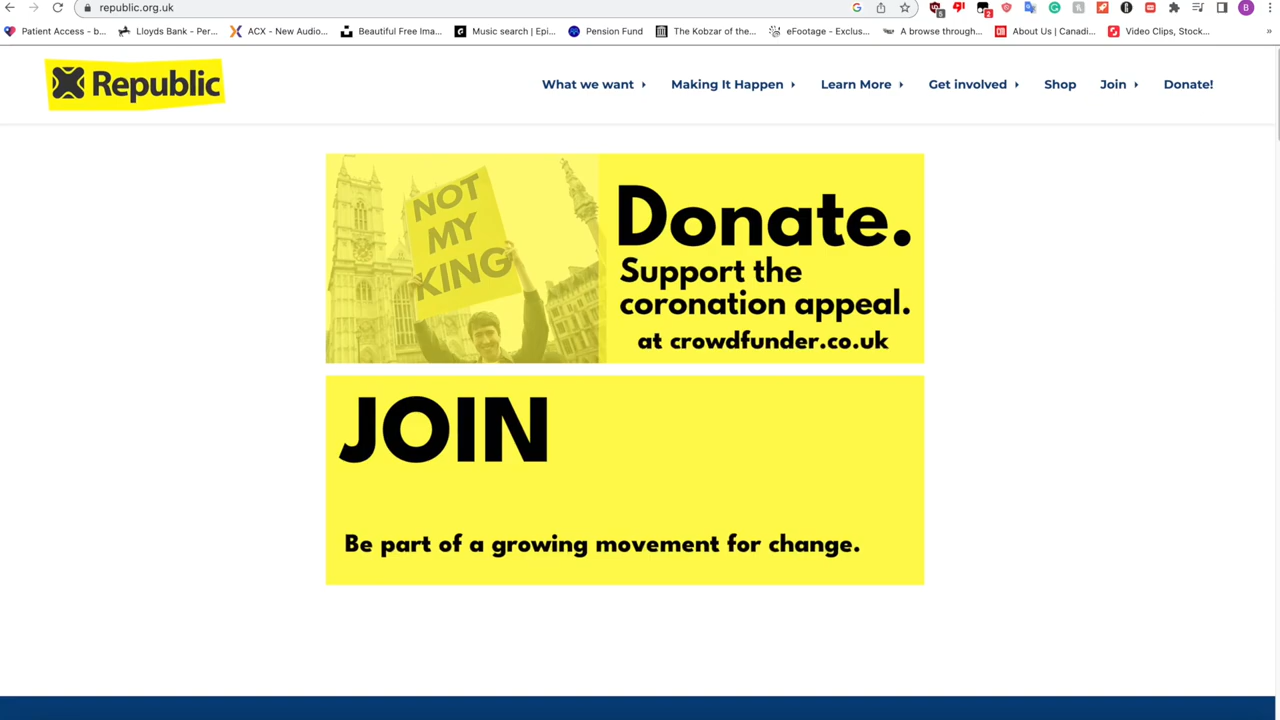 republic.org.uk
5
2
B
Patient Access - b...
Lloyds Bank - Per...
ACX - New Audio...
Beautiful Free Ima...
Music search | Epi...
Pension Fund
The Kobzar of the...
eFootage - Exclus...
A browse through...
About Us | Canadi...
Video Clips, Stock...
»
Republic
What we want
Making It Happen
Learn More
Get involved
Shop
Join
Donate!
NOT
MY
KING
Donate.
Support the
coronation appeal.
at crowdfunder.co.uk
JOIN
Be part of a growing movement for change.